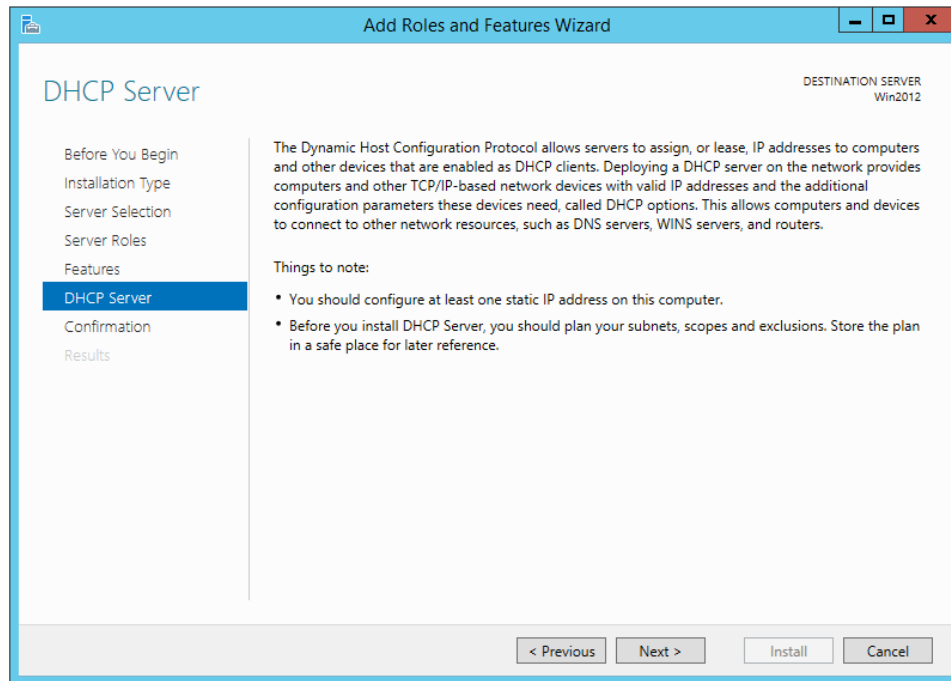 Add Roles and Features Wizard
DHCP Server
DESTINATION SERVER
Win2012
Before You Begin
Installation Type
Server Selection
Server Roles
Features
DHCP Server
Confirmation
Results
The Dynamic Host Configuration Protocol allows servers to assign, or lease, IP addresses to computers
and other devices that are enabled as DHCP clients. Deploying a DHCP server on the network provides
computers and other TCP/IP-based network devices with valid IP addresses and the additional
configuration parameters these devices need, called DHCP options. This allows computers and devices
to connect to other network resources, such as DNS servers, WINS servers, and routers.
Things to note:
• You should configure at least one static IP address on this computer.
• Before you install DHCP Server, you should plan your subnets, scopes and exclusions. Store the plan
in a safe place for later reference.
< Previous
Next >
Install
Cancel